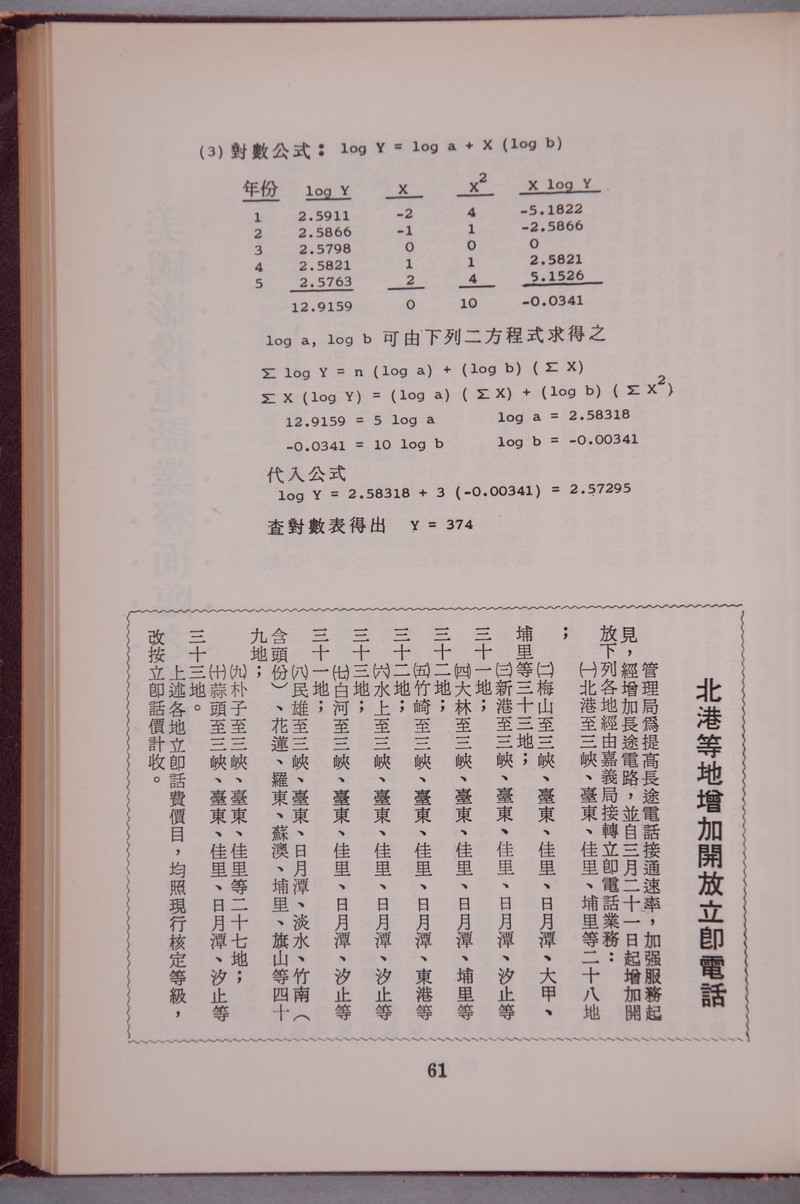 (3) 對數公式： log Y = log a + X (log b)
年份 log Y X X² X log Y
1 2.5911 -2 4 -5.1822
2 2.5866 -1 1 -2.5866
3 2.5798 0 0 0
4 2.5821 1 1 2.5821
5 2.5763 2 4 5.1526
12.9159 0 10 -0.0341
log a, log b 可由下列二方程式求得之
Σ log Y = n (log a) + (log b) ( Σ X)
Σ X (log Y) = (log a) ( Σ X) + (log b) ( Σ X²)
12.9159 = 5 log a log a = 2.58318
-0.0341 = 10 log b log b = -0.00341
代入公式
log Y = 2.58318 + 3 (-0.00341) = 2.57295
查對數表得出 Y = 374
北港等地增加開放立卽電話
管理局爲提高長途電話接通速率，加强服務起
見，經增加長途電路，並自三月二十一日起增加開
放下列各地經由嘉義局接轉立卽電話業務：
㈠北港至三峽、臺東、佳里、埔里等二十八地
；
㈡梅山至三峽、臺東、佳里、日月潭、大甲、
埔里等三十三地；
㈢新港至三峽、臺東、佳里、日月潭、汐止等
三十一地；
㈣大林至三峽、臺東、佳里、日月潭、埔里等
三十二地；
㈤竹崎至三峽、臺東、佳里、日月潭、東港等
三十二地；
㈥水上至三峽、臺東、佳里、日月潭、汐止等
三十三地；
㈦白河至三峽、臺東、佳里、日月潭、汐止等
三十一地；
㈧民雄至三峽、臺東、日月潭、淡水、竹南（
含頭份）、花蓮、羅東、蘇澳、埔里、旗山等四十
九地；
㈨朴子至三峽、臺東、佳里等二十七地；
㈩蒜頭至三峽、臺東、佳里、日月潭、汐止等
三十三地。
上述各地立卽話費價目，均照現行核定等級，
改按立卽話價計收。
61